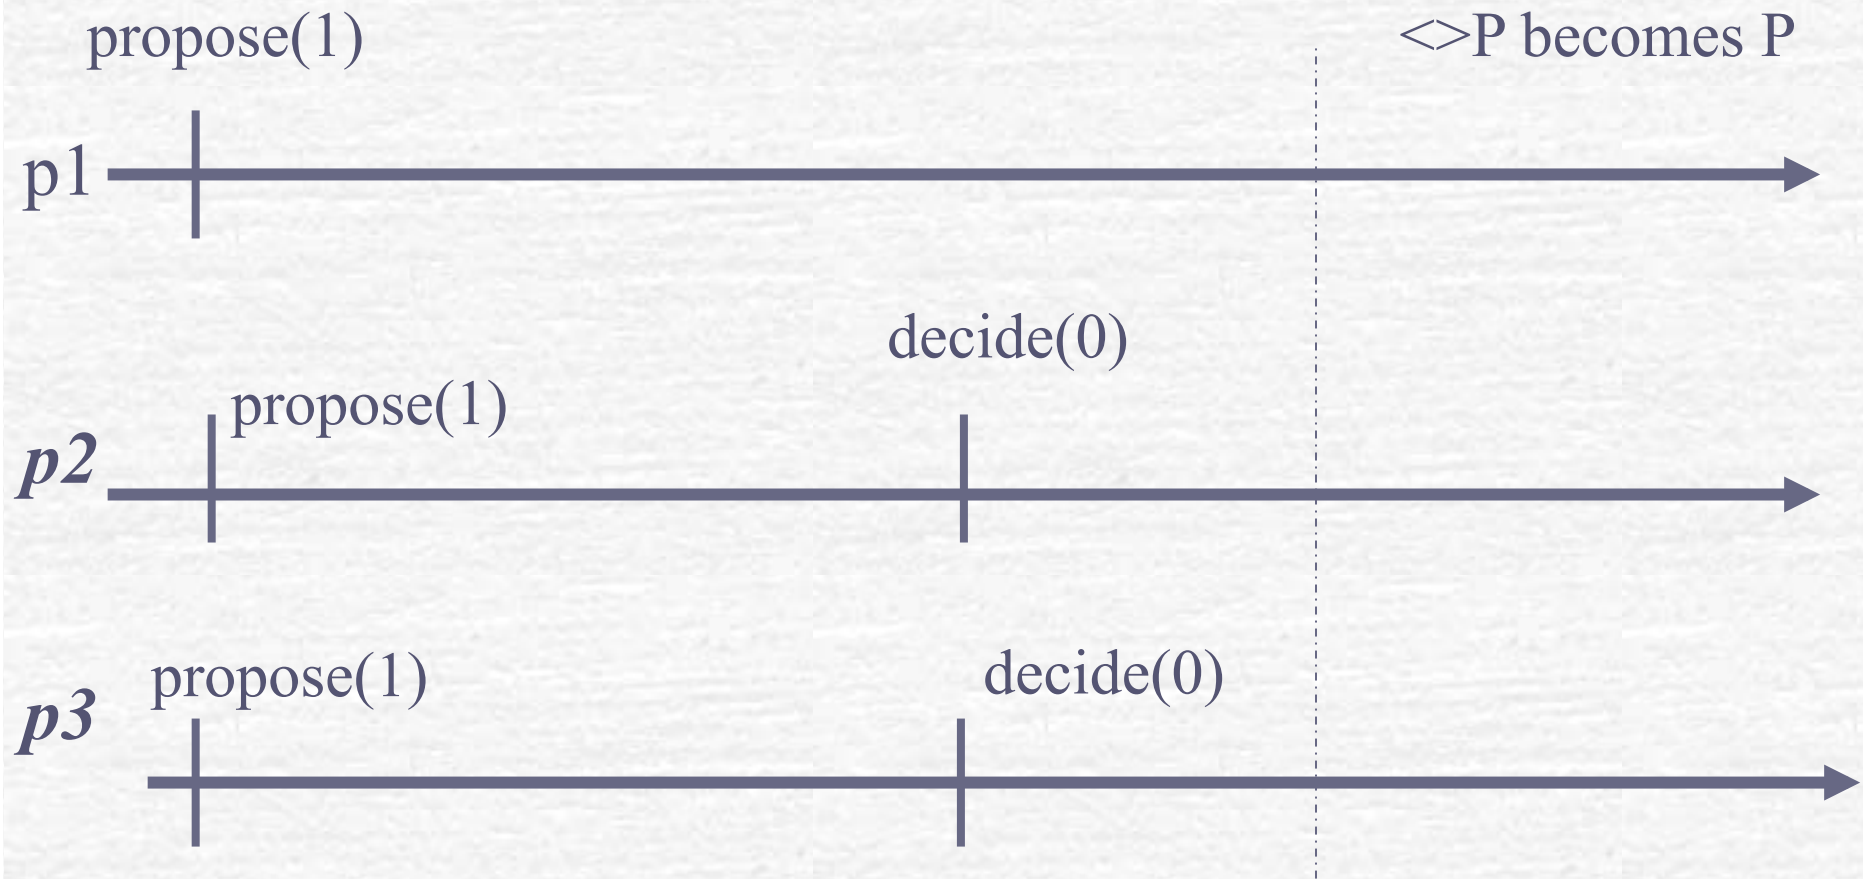 propose(1)
<>P becomes P
p1
decide(0)
propose(1)
p2
propose(1)
decide(0)
p3